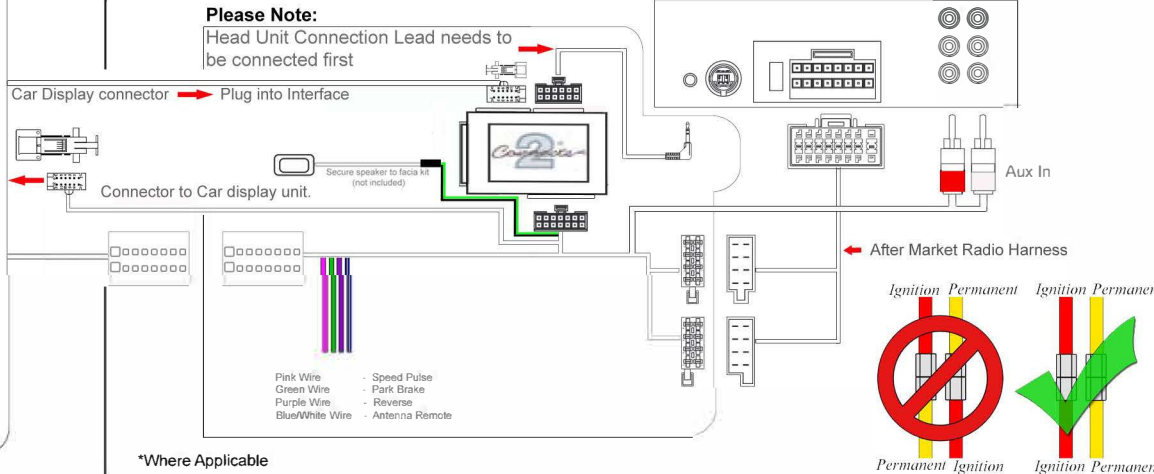 Please Note:
Head Unit Connection Lead needs to
be connected first
Car Display connector
Plug into Interface
Connects
2
Secure speaker to facia kit
(not included)
Aux In
Connector to Car display unit.
After Market Radio Harness
Ignition Permanent
Ignition Permanen
Pink Wire - Speed Pulse
Green Wire - Park Brake
Purple Wire - Reverse
Blue/White Wire - Antenna Remote
*Where Applicable
Permanent Ignition
Ignition Permanen